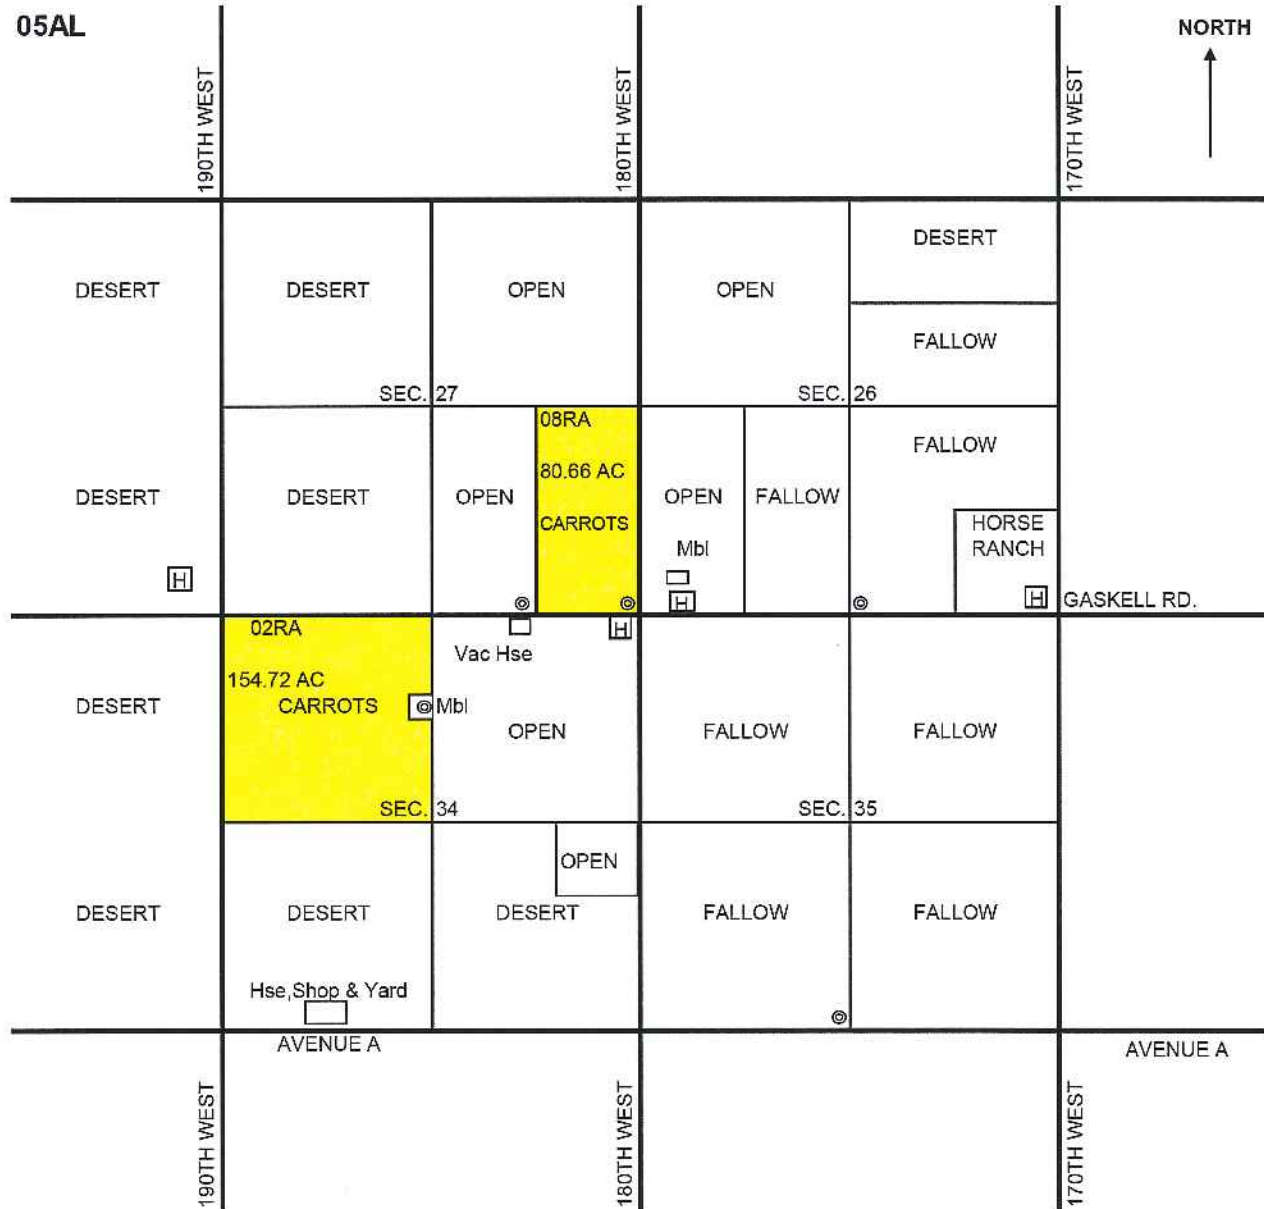 05AL
NORTH
190TH WEST
180TH WEST
170TH WEST
DESERT
DESERT
DESERT
OPEN
OPEN
FALLOW
SEC. 27
SEC. 26
08RA
FALLOW
80.66 AC
DESERT
DESERT
OPEN
OPEN
FALLOW
CARROTS
HORSE
RANCH
Mbl
H
H
H
GASKELL RD.
02RA
H
Vac Hse
154.72 AC
DESERT
CARROTS
Mbl
OPEN
FALLOW
FALLOW
SEC. 34
SEC. 35
OPEN
DESERT
DESERT
DESERT
FALLOW
FALLOW
Hse,Shop & Yard
AVENUE A
AVENUE A
190TH WEST
180TH WEST
170TH WEST